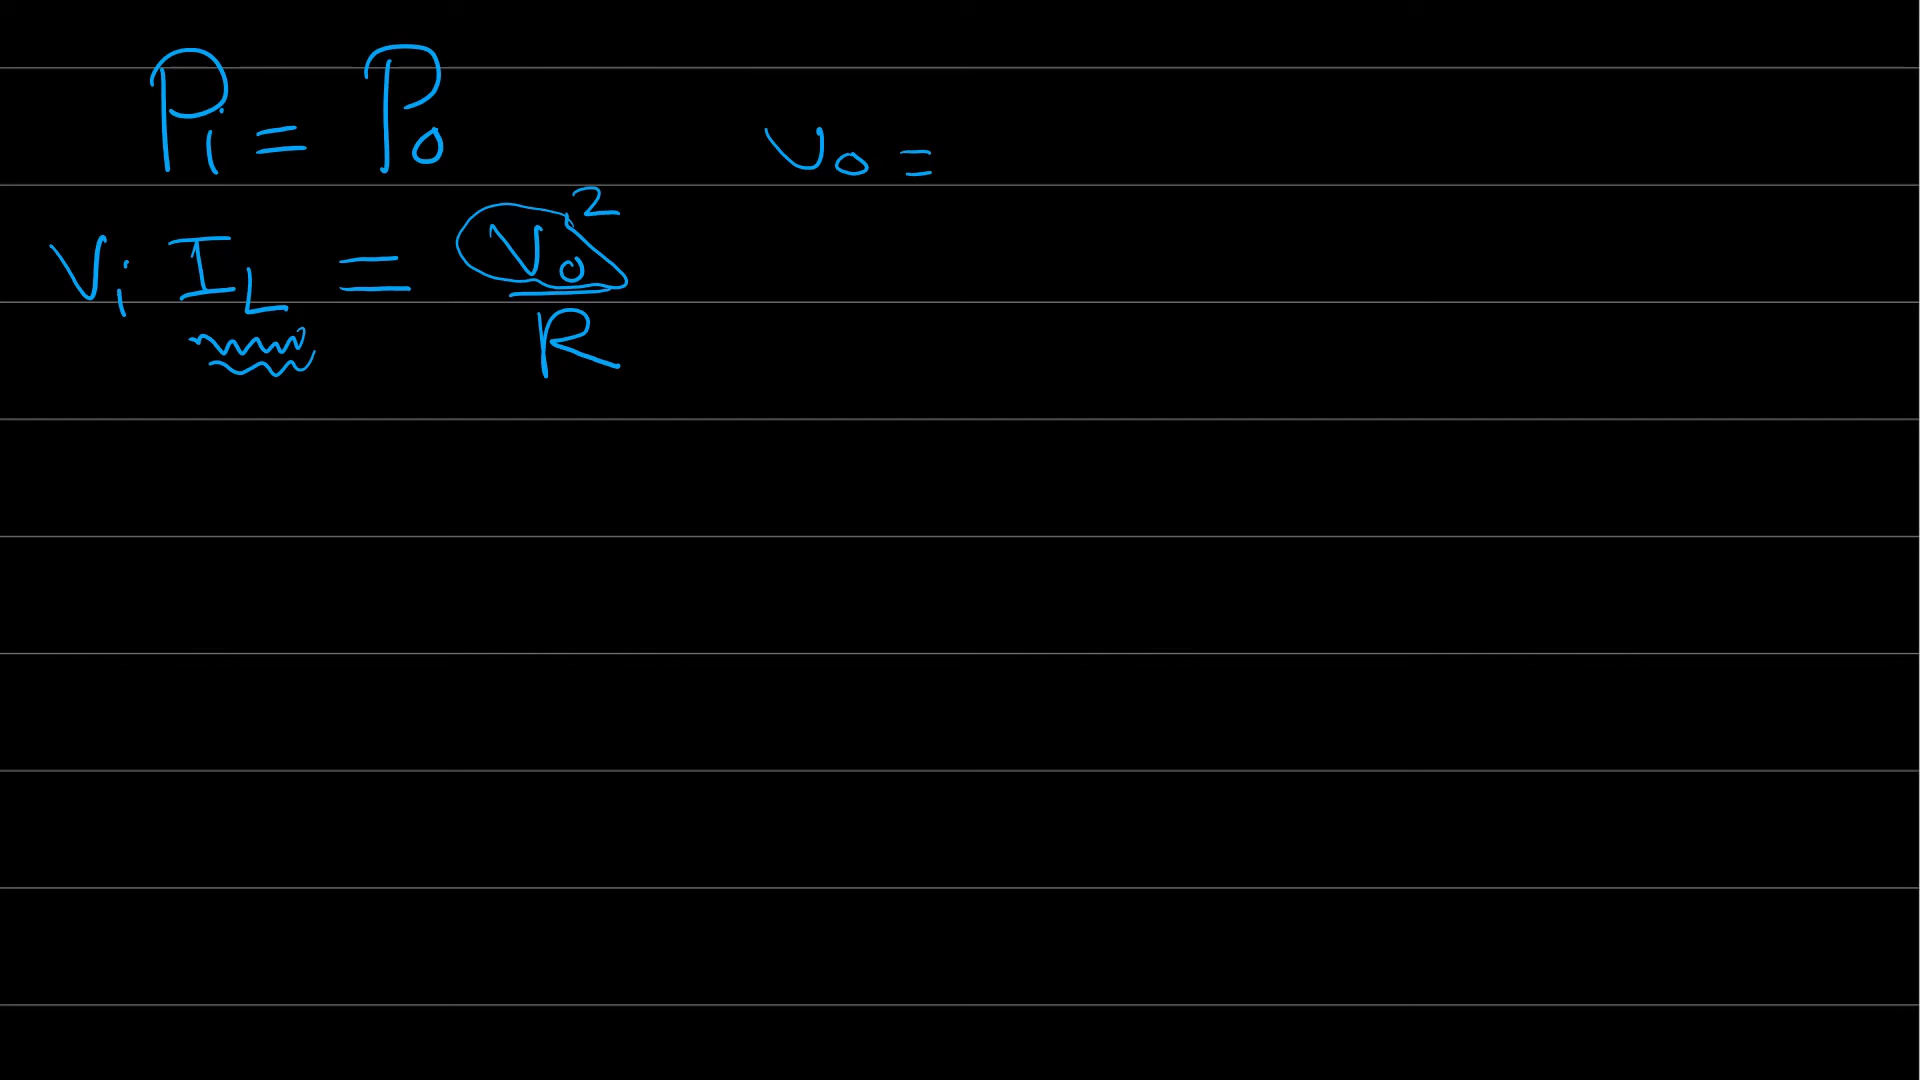 Pi = Po
Vi IL = Vo² / R
Vo =